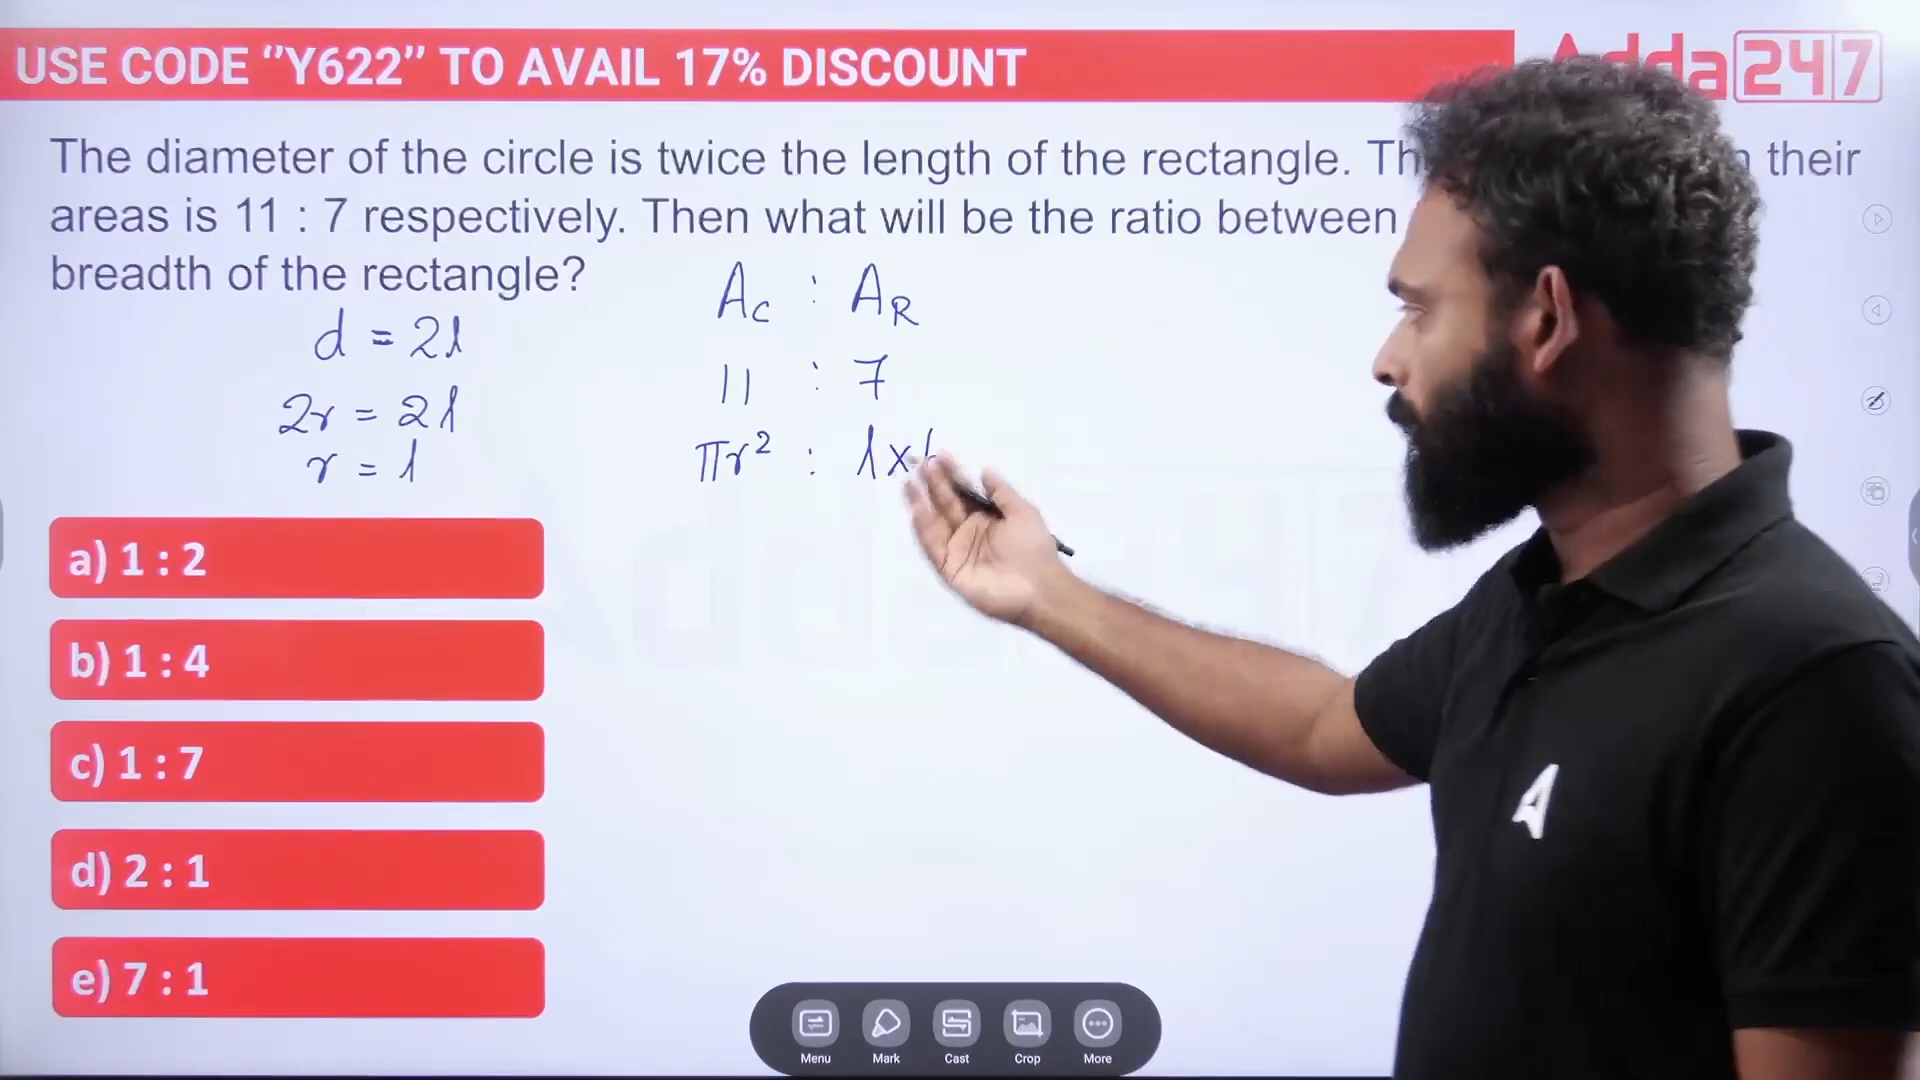 USE CODE “Y622” TO AVAIL 17% DISCOUNT
Adda247
The diameter of the circle is twice the length of the rectangle. their
areas is 11 : 7 respectively. Then what will be the ratio between
breadth of the rectangle?
d = 2l
2r = 2l
r = l
Ac : AR
11 : 7
πr² : l×b
a) 1 : 2
b) 1 : 4
c) 1 : 7
d) 2 : 1
e) 7 : 1
Menu Mark Cast Crop More